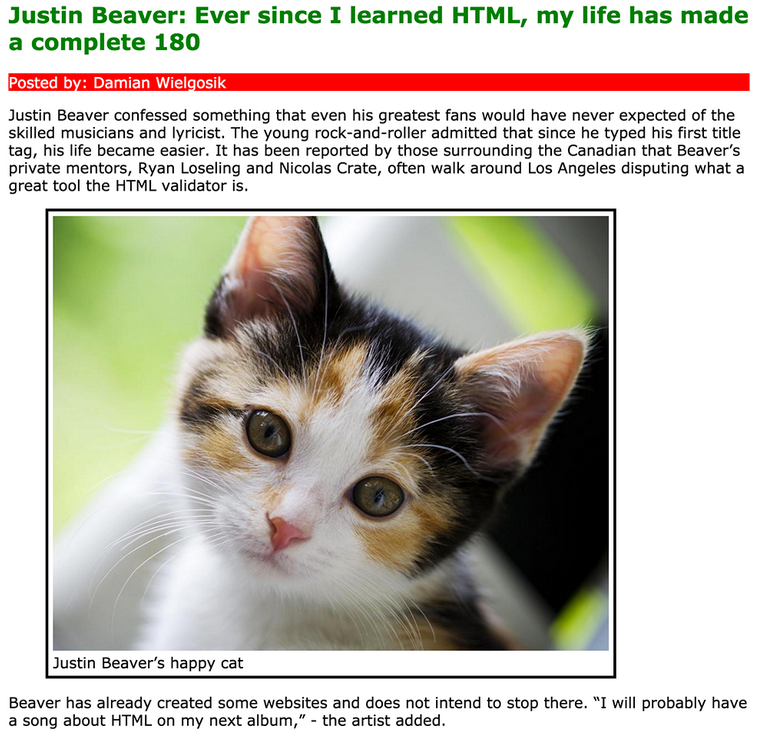 Justin Beaver: Ever since I learned HTML, my life has made
a complete 180
Posted by: Damian Wielgosik
Justin Beaver confessed something that even his greatest fans would have never expected of the
skilled musicians and lyricist. The young rock-and-roller admitted that since he typed his first title
tag, his life became easier. It has been reported by those surrounding the Canadian that Beaver’s
private mentors, Ryan Loseling and Nicolas Crate, often walk around Los Angeles disputing what a
great tool the HTML validator is.
Justin Beaver’s happy cat
Beaver has already created some websites and does not intend to stop there. “I will probably have
a song about HTML on my next album,” - the artist added.